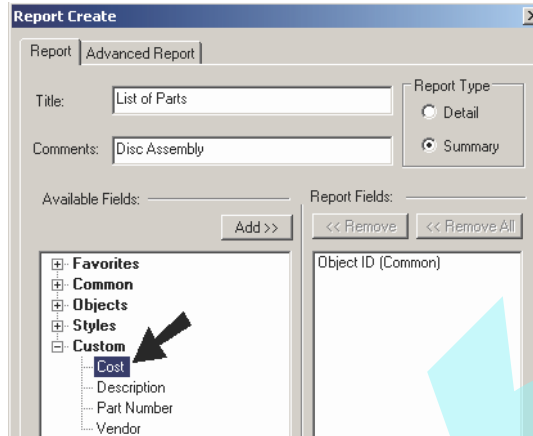 Report Create
Report
Advanced Report
Title:
List of Parts
Report Type
Detail
Summary
Comments:
Disc Assembly
Available Fields:
Report Fields:
Add >>
<< Remove
<< Remove All
Favorites
Common
Objects
Styles
Custom
Cost
Description
Part Number
Vendor
Object ID (Common)